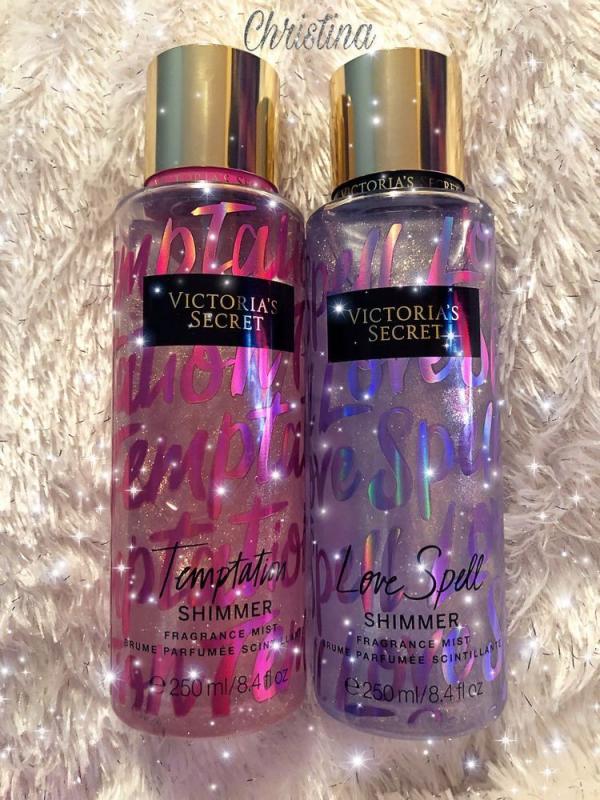 Christina
VICTORIA'S SECRET
VICTORIA'S
SECRET
Temptation
SHIMMER
FRAGRANCE MIST
BRUME PARFUMÉE SCINTILLANTE
℮ 250 ml/8.4 fl oz
VICTORIA'S SECRET
VICTORIA'S
SECRET
Love Spell
SHIMMER
FRAGRANCE MIST
BRUME PARFUMÉE SCINTILLANTE
℮ 250 ml/8.4 fl oz